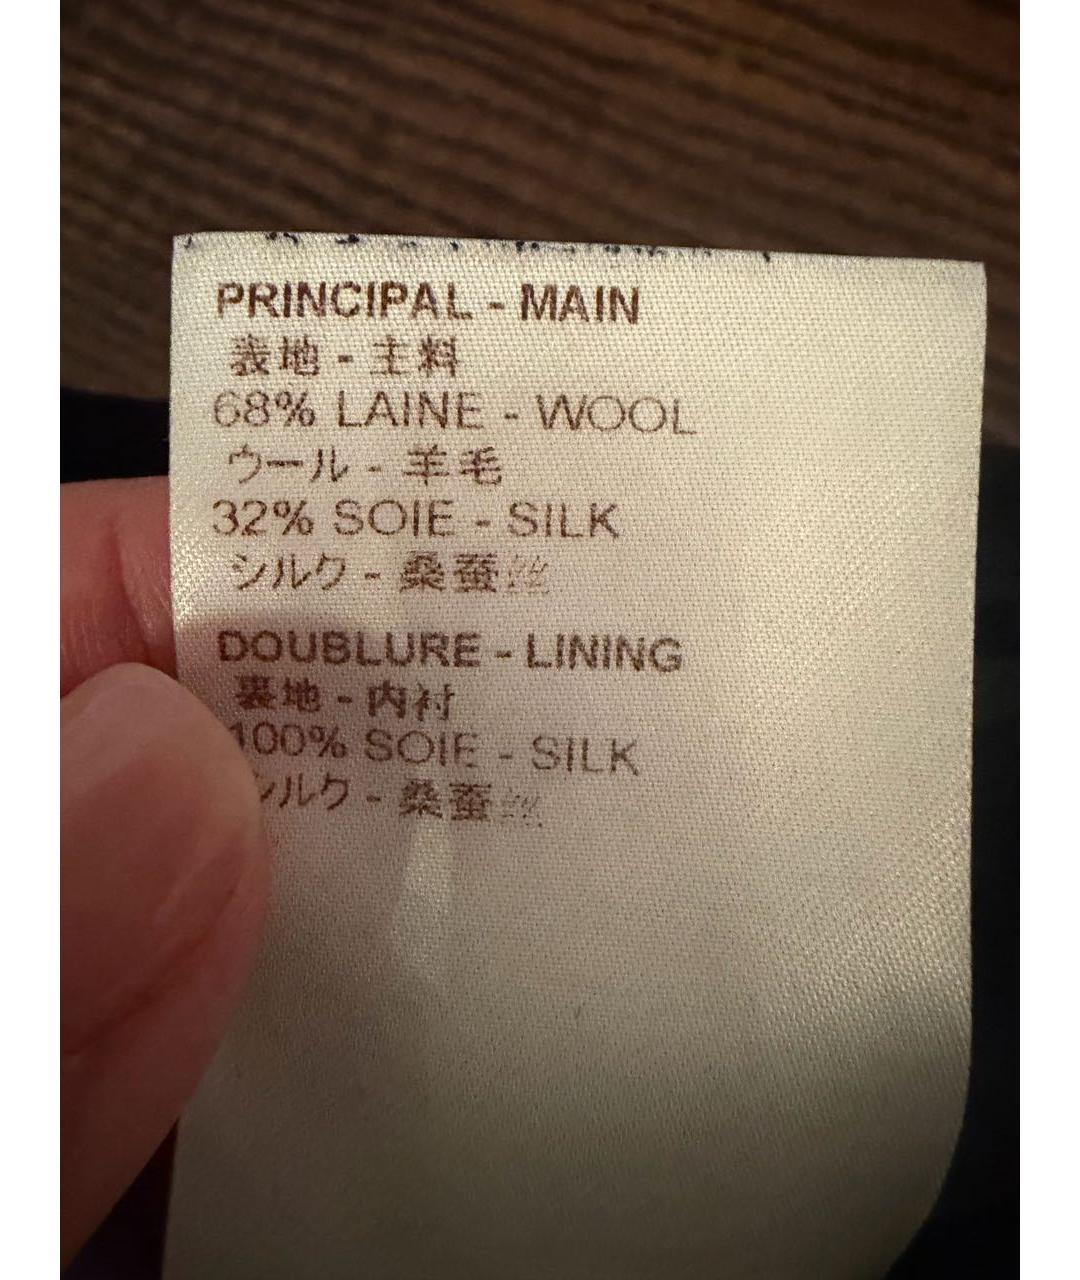 PRINCIPAL - MAIN
表地 - 主料
68% LAINE - WOOL
ウール - 羊毛
32% SOIE - SILK
シルク - 桑蚕丝
DOUBLURE - LINING
裏地 - 内衬
100% SOIE - SILK
シルク - 桑蚕丝